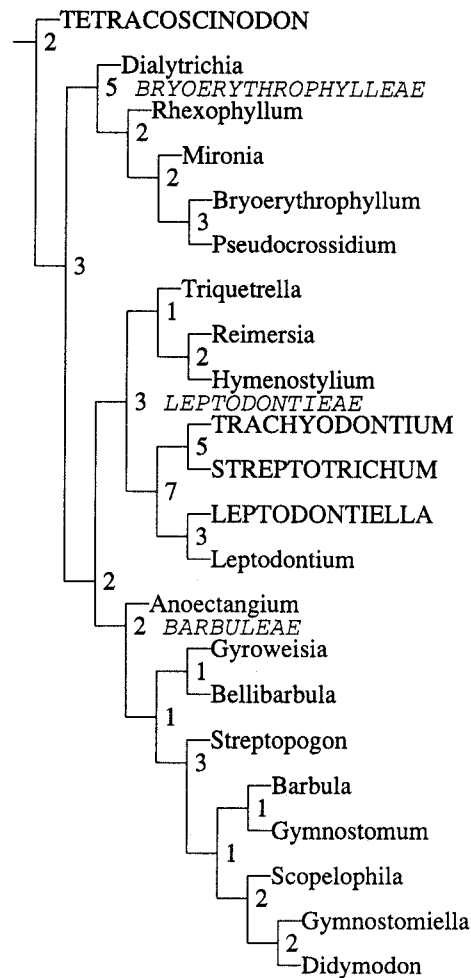 TETRACOSCINODON
2
Dialytrichia
5 BRYOERYTHROPHYLLEAE
Rhexophyllum
2
Mironia
2
Bryoerythrophyllum
3
Pseudocrossidium
3
Triquetrella
1
Reimersia
2
Hymenostylium
3 LEPTODONTIEAE
TRACHYODONTIUM
5
STREPTOTRICHUM
7
LEPTODONTIELLA
3
Leptodontium
2
Anoectangium
2 BARBULEAE
Gyroweisia
1
Bellibarbula
1
Streptopogon
3
Barbula
1
Gymnostomum
1
Scopelophila
2
Gymnostomiella
2
Didymodon